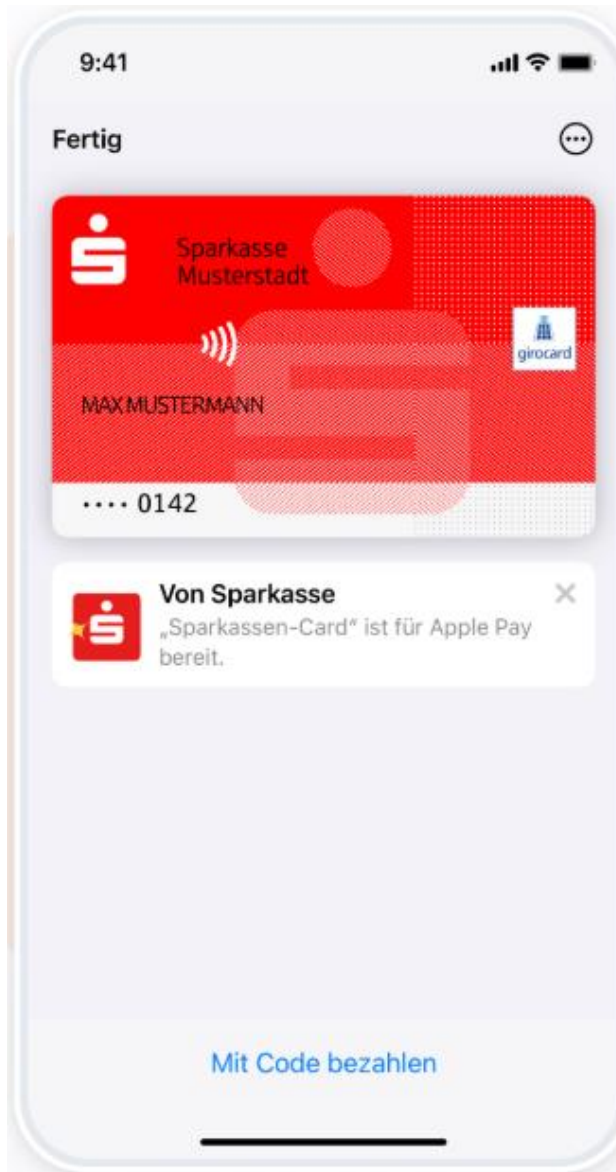 9:41
Fertig
Sparkasse
Musterstadt
girocard
MAX MUSTERMANN
•••• 0142
Von Sparkasse
„Sparkassen-Card“ ist für Apple Pay
bereit.
Mit Code bezahlen